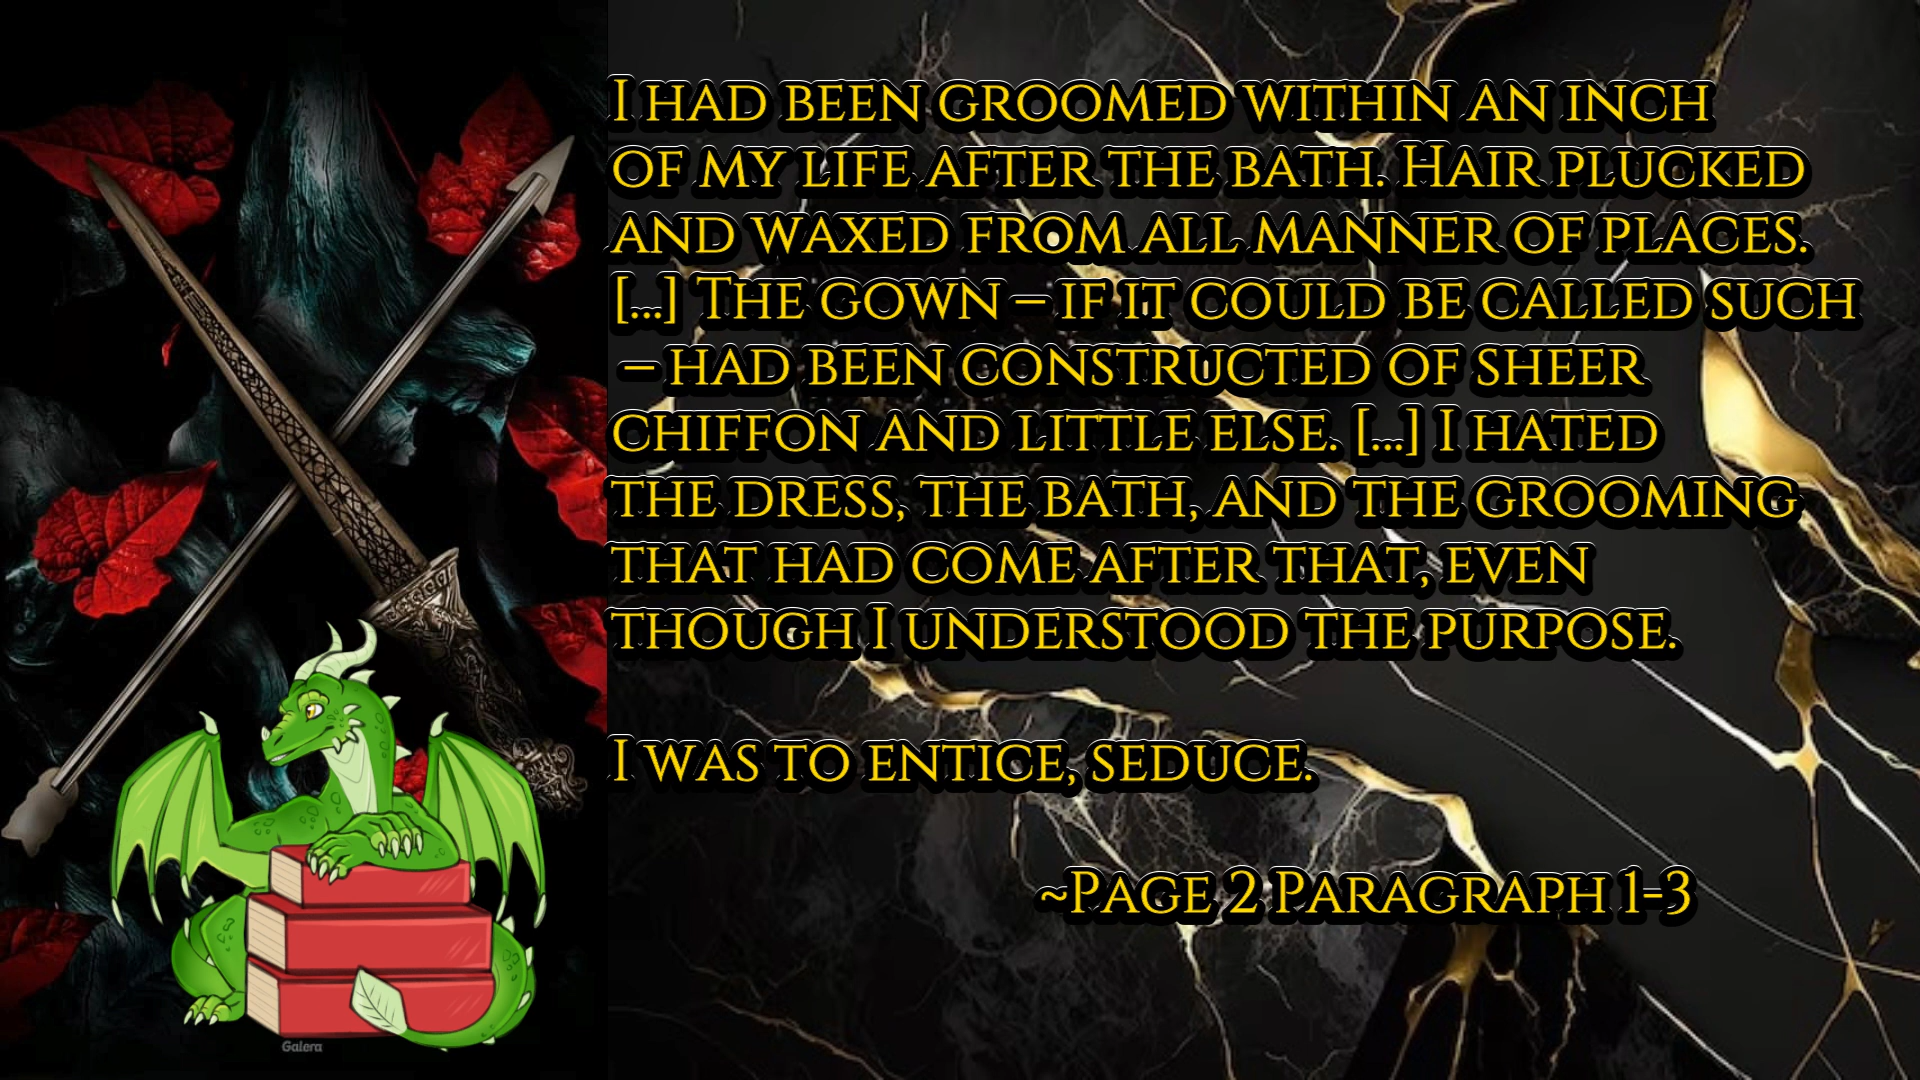 I had been groomed within an inch
of my life after the bath. Hair plucked
and waxed from all manner of places.
[...] The gown – if it could be called such
– had been constructed of sheer
chiffon and little else. [...] I hated
the dress, the bath, and the grooming
that had come after that, even
though I understood the purpose.
I was to entice, seduce.
~Page 2 Paragraph 1-3
Galera